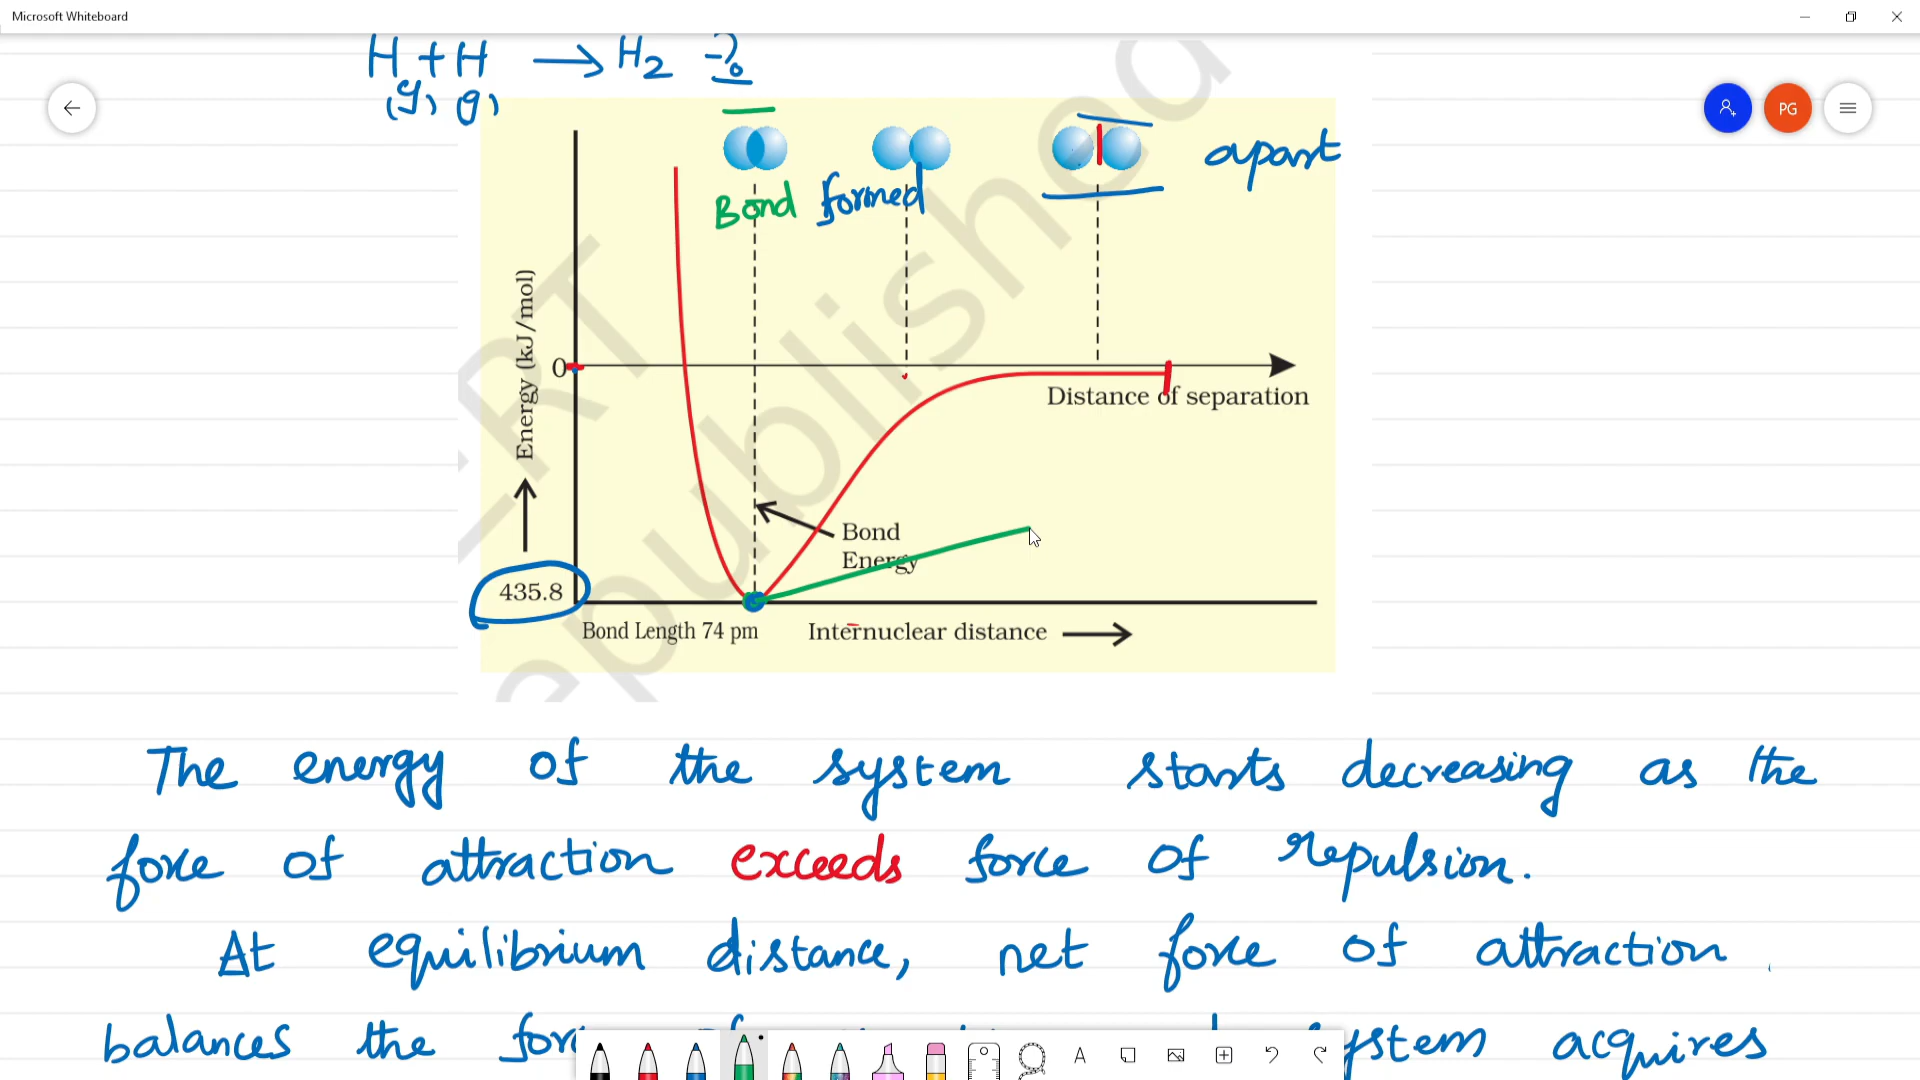 Microsoft Whiteboard
H + H → H2 ?
(g) (g)
PG
apart
Bond formed
Energy (kJ/mol)
0
Distance of separation
Bond
Energy
435.8
Bond Length 74 pm Internuclear distance
The energy of the system starts decreasing as the
force of attraction exceeds force of repulsion.
At equilibrium distance, net force of attraction
balances the system acquires
A